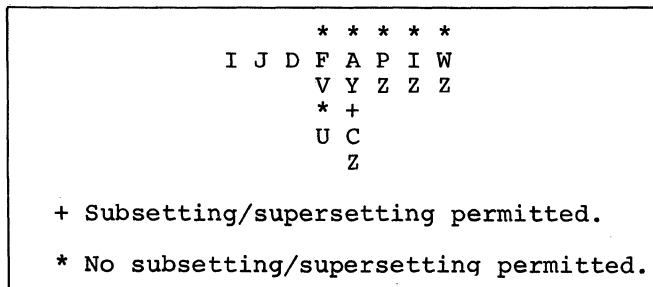 * * * * *
I J D F A P I W
V Y Z Z Z
* +
U C
Z
+ Subsetting/supersetting permitted.
* No subsetting/supersetting permitted.